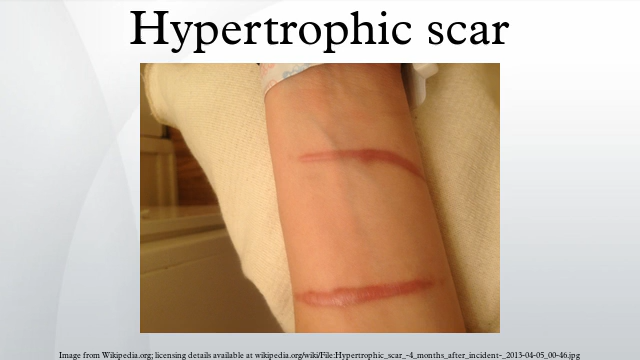 Hypertrophic scar
Image from Wikipedia.org; licensing details available at wikipedia.org/wiki/File:Hypertrophic_scar_-4_months_after_incident-_2013-04-05_00-46.jpg